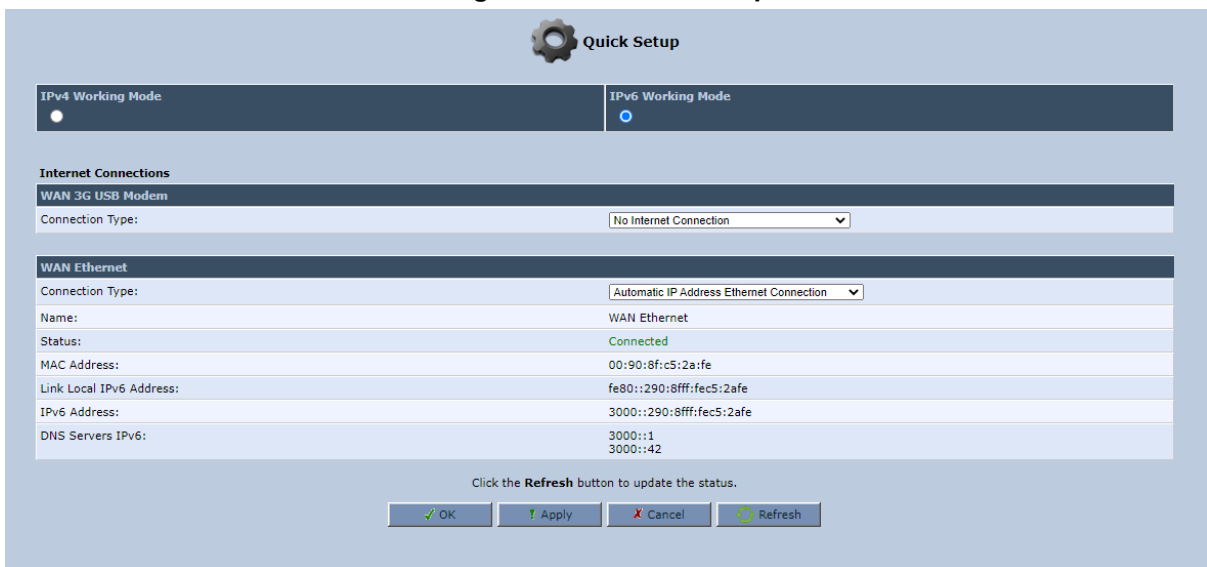 Quick Setup
IPv4 Working Mode IPv6 Working Mode
Internet Connections
WAN 3G USB Modem
Connection Type: No Internet Connection
WAN Ethernet
Connection Type: Automatic IP Address Ethernet Connection
Name: WAN Ethernet
Status: Connected
MAC Address: 00:90:8f:c5:2a:fe
Link Local IPv6 Address: fe80::290:8fff:fec5:2afe
IPv6 Address: 3000::290:8fff:fec5:2afe
DNS Servers IPv6: 3000::1
3000::42
Click the Refresh button to update the status.
OK Apply Cancel Refresh